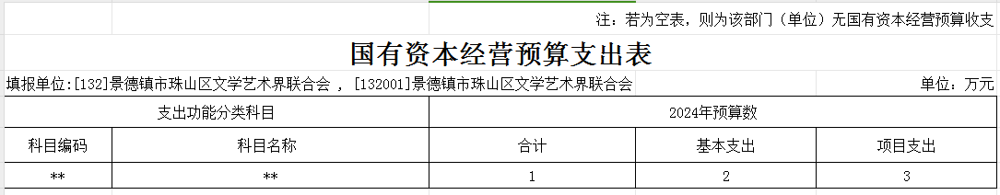 注：若为空表，则为该部门（单位）无国有资本经营预算收支
国有资本经营预算支出表
填报单位:[132]景德镇市珠山区文学艺术界联合会 , [132001]景德镇市珠山区文学艺术界联合会 单位：万元
支出功能分类科目 2024年预算数
科目编码 科目名称 合计 基本支出 项目支出
** ** 1 2 3